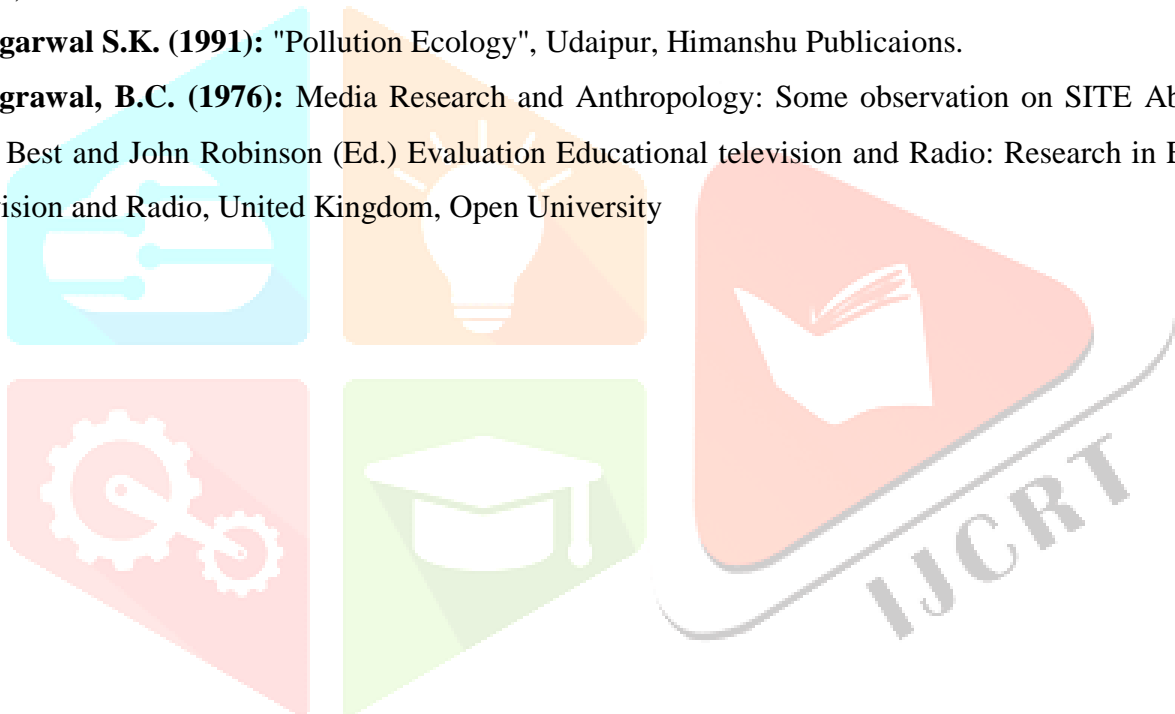 garwal S.K. (1991): "Pollution Ecology", Udaipur, Himanshu Publicaions.
grawal, B.C. (1976): Media Research and Anthropology: Some observation on SITE Ab
Best and John Robinson (Ed.) Evaluation Educational television and Radio: Research in E
ision and Radio, United Kingdom, Open University
IJCRT